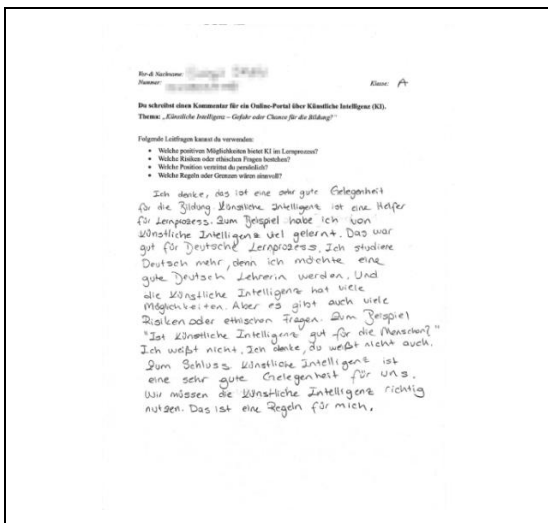 Vor-& Nachname:
Nummer:
Klasse: A
Du schreibst einen Kommentar für ein Online-Portal über Künstliche Intelligenz (KI).
Thema: „Künstliche Intelligenz – Gefahr oder Chance für die Bildung?"
Folgende Leitfragen kannst du verwenden:
• Welche positiven Möglichkeiten bietet KI im Lernprozess?
• Welche Risiken oder ethischen Fragen bestehen?
• Welche Position vertrittst du persönlich?
• Welche Regeln oder Grenzen wären sinnvoll?
Ich denke, das ist eine sehr gute Gelegenheit
für die Bildung. Künstliche Intelligenz ist eine Helfer
für Lernprozess. Zum Beispiel habe ich von
Künstliche Intelligenz viel gelernt. Das war
gut für Deutsche Lernprozess. Ich studiere
Deutsch mehr, denn ich möchte eine
gute Deutsch Lehrerin werden. Und
die Künstliche Intelligenz hat viele
Möglichkeiten. Aber es gibt auch viele
Risiken oder ethischen Fragen. Zum Beispiel
"Ist Künstliche Intelligenz gut für die Menschen?"
Ich weißt nicht. Ich denke, du weißt nicht auch.
Zum Schluss Künstliche Intelligenz ist
eine sehr gute Gelegenheit für uns.
Wir müssen die Künstliche Intelligenz richtig
nutzen. Das ist eine Regeln für mich.